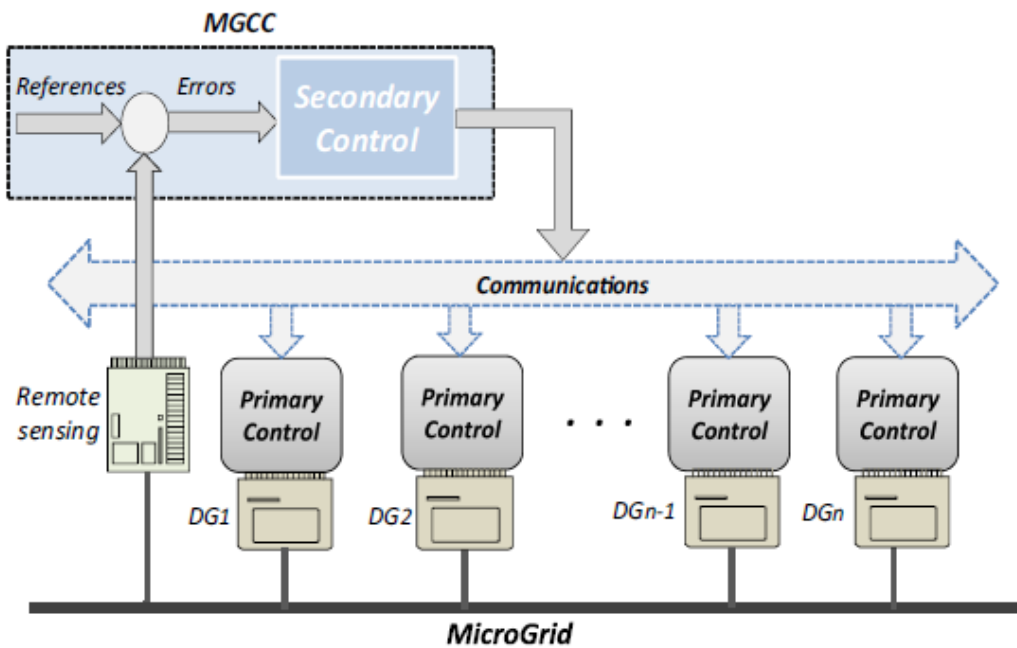 MGCC
References
Errors
Secondary
Control
Communications
Remote
sensing
Primary
Control
Primary
Control
. . .
Primary
Control
Primary
Control
DG1
DG2
DGn-1
DGn
MicroGrid